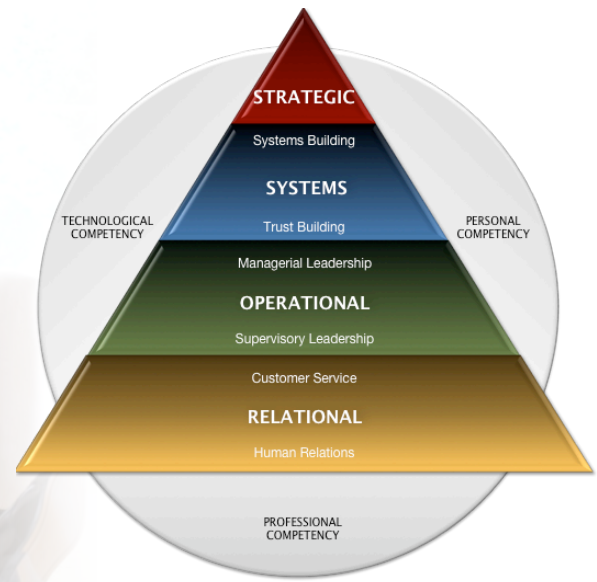 STRATEGIC
Systems Building
SYSTEMS
TECHNOLOGICAL
COMPETENCY
PERSONAL
COMPETENCY
Trust Building
Managerial Leadership
OPERATIONAL
Supervisory Leadership
Customer Service
RELATIONAL
Human Relations
PROFESSIONAL
COMPETENCY